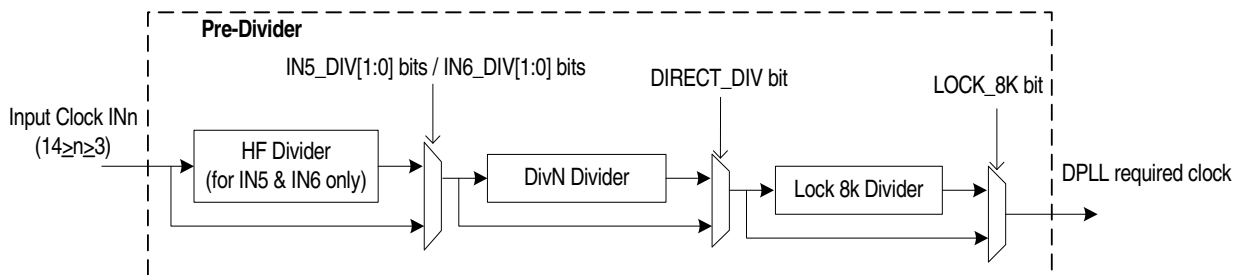 Pre-Divider
IN5_DIV[1:0] bits / IN6_DIV[1:0] bits
DIRECT_DIV bit
LOCK_8K bit
Input Clock INn
(14≥n≥3)
HF Divider
(for IN5 & IN6 only)
DivN Divider
Lock 8k Divider
DPLL required clock